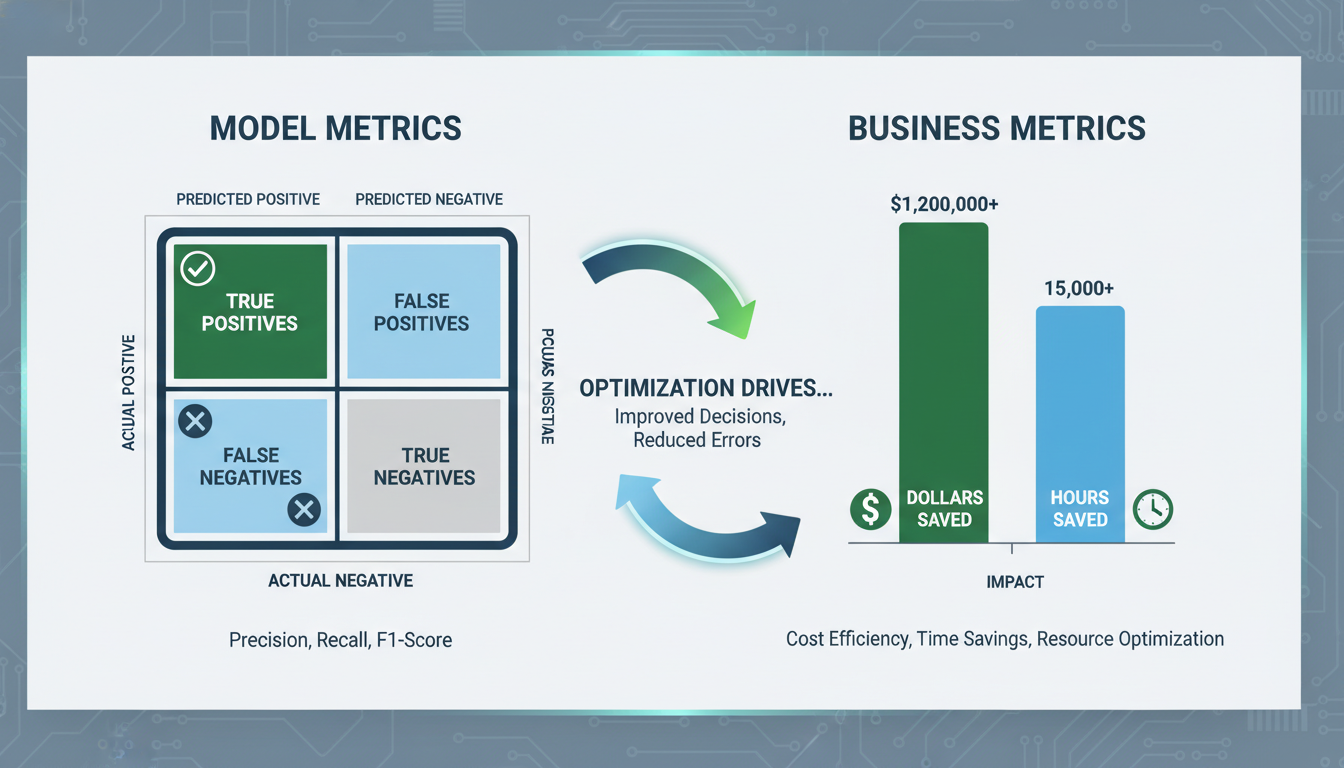 MODEL METRICS
BUSINESS METRICS
PREDICTED POSITIVE
PREDICTED NEGATIVE
TRUE
POSITIVES
FALSE
POSITIVES
FALSE
NEGATIVES
TRUE
NEGATIVES
ACTUAL NEGATIVE
Precision, Recall, F1-Score
OPTIMIZATION DRIVES...
Improved Decisions,
Reduced Errors
$1,200,000+
15,000+
$
DOLLARS
SAVED
HOURS
SAVED
IMPACT
Cost Efficiency, Time Savings, Resource Optimization